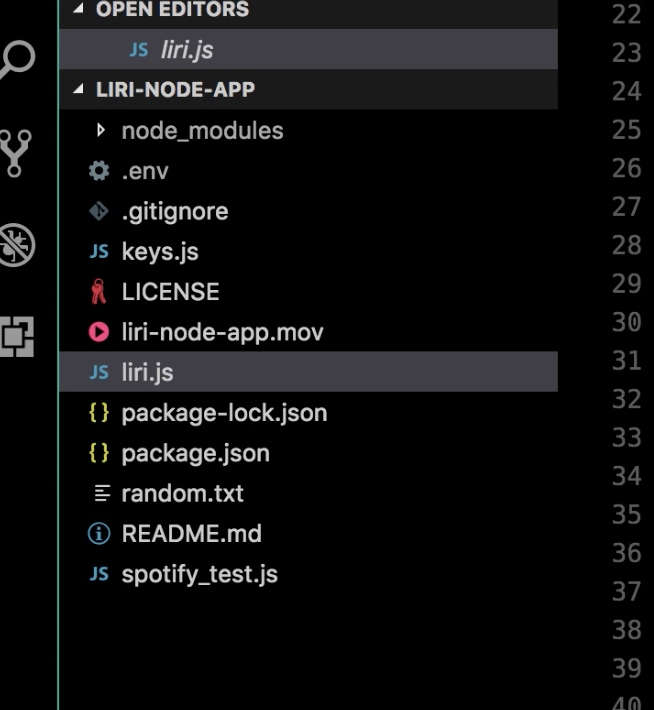 OPEN EDITORS
JS liri.js
LIRI-NODE-APP
node_modules
.env
.gitignore
JS keys.js
LICENSE
liri-node-app.mov
JS liri.js
{} package-lock.json
{} package.json
random.txt
README.md
JS spotify_test.js
22
23
24
25
26
27
28
29
30
31
32
33
34
35
36
37
38
39
40